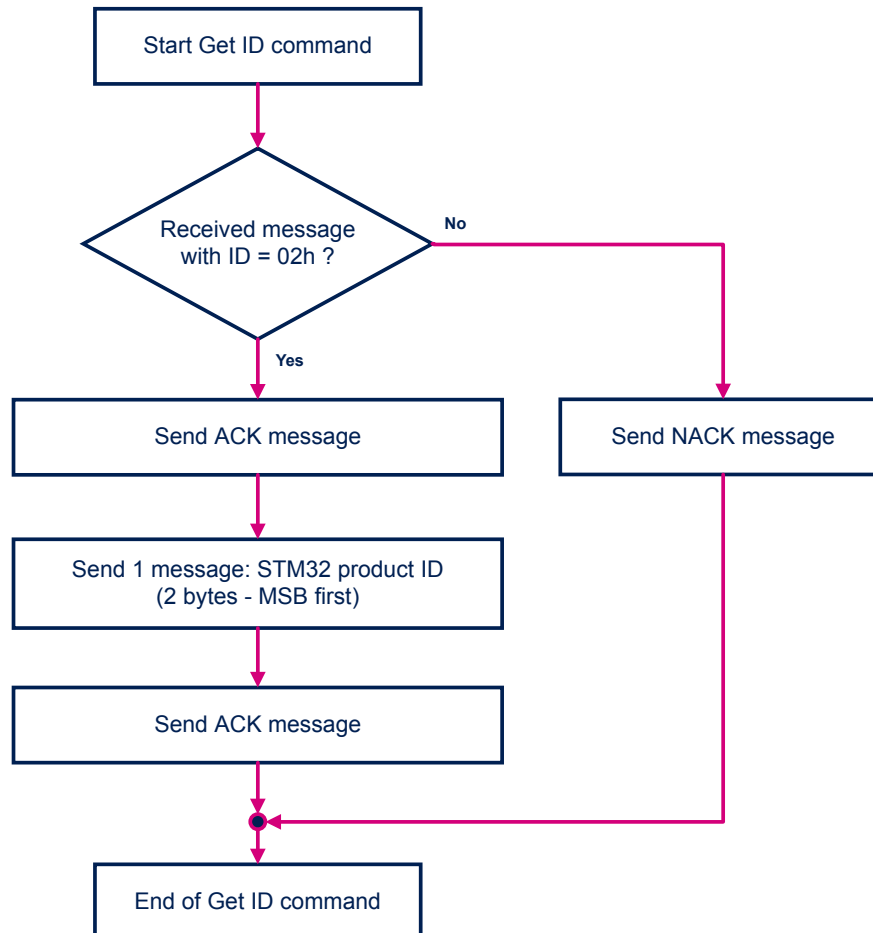 Start Get ID command
Received message
with ID = 02h ?
No
Yes
Send ACK message
Send NACK message
Send 1 message: STM32 product ID
(2 bytes - MSB first)
Send ACK message
End of Get ID command